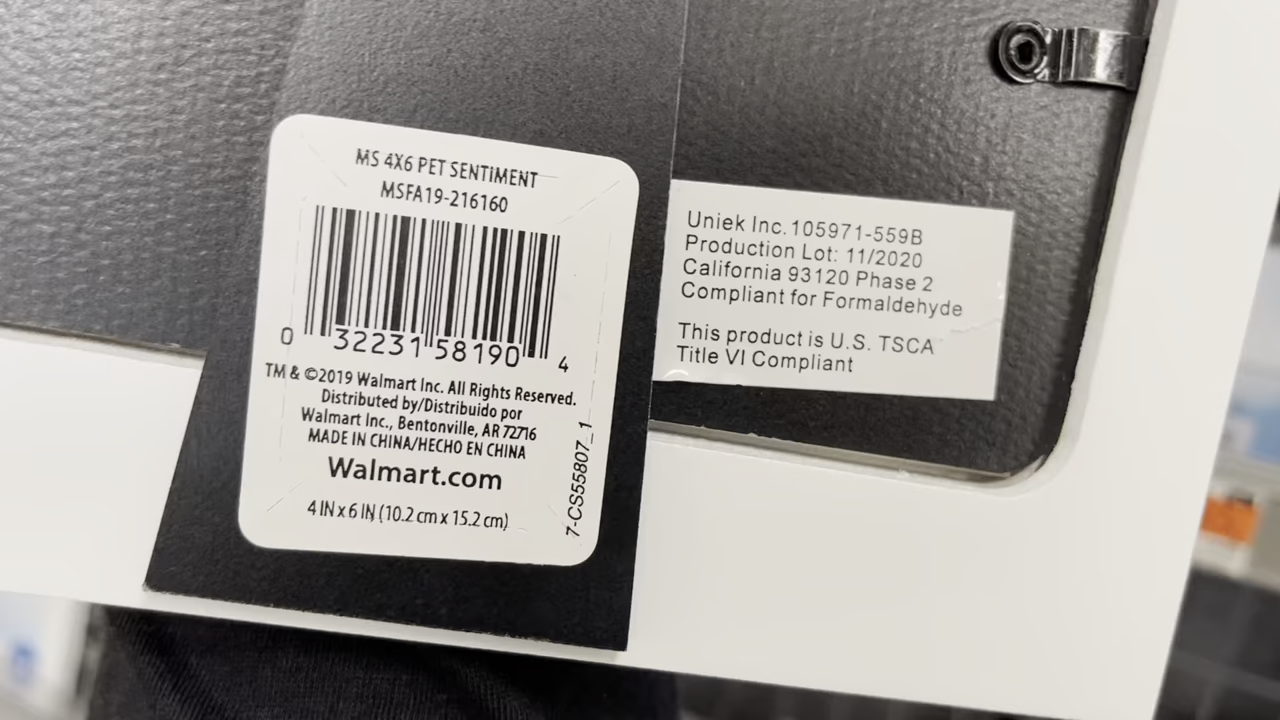 MS 4X6 PET SENTIMENT
MSFA19-216160
0 32231 58190 4
TM & ©2019 Walmart Inc. All Rights Reserved.
Distributed by/Distribuido por
Walmart Inc., Bentonville, AR 72716
MADE IN CHINA/HECHO EN CHINA
Walmart.com
4 IN x 6 IN (10.2 cm x 15.2 cm)
7-CS55807_1
Uniek Inc. 105971-559B
Production Lot: 11/2020
California 93120 Phase 2
Compliant for Formaldehyde
This product is U.S. TSCA
Title VI Compliant